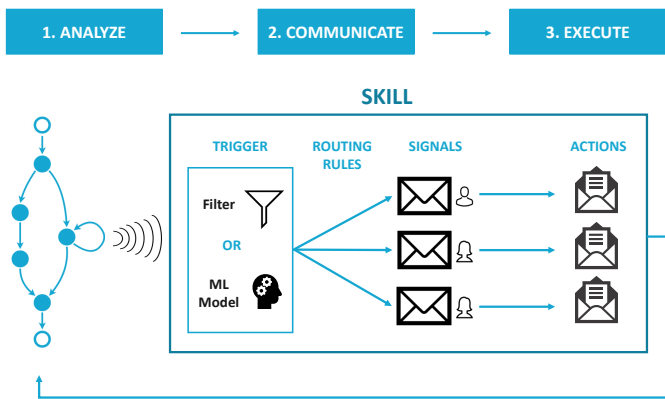 1. ANALYZE
2. COMMUNICATE
3. EXECUTE
SKILL
TRIGGER
ROUTING
RULES
SIGNALS
ACTIONS
Filter
OR
ML
Model